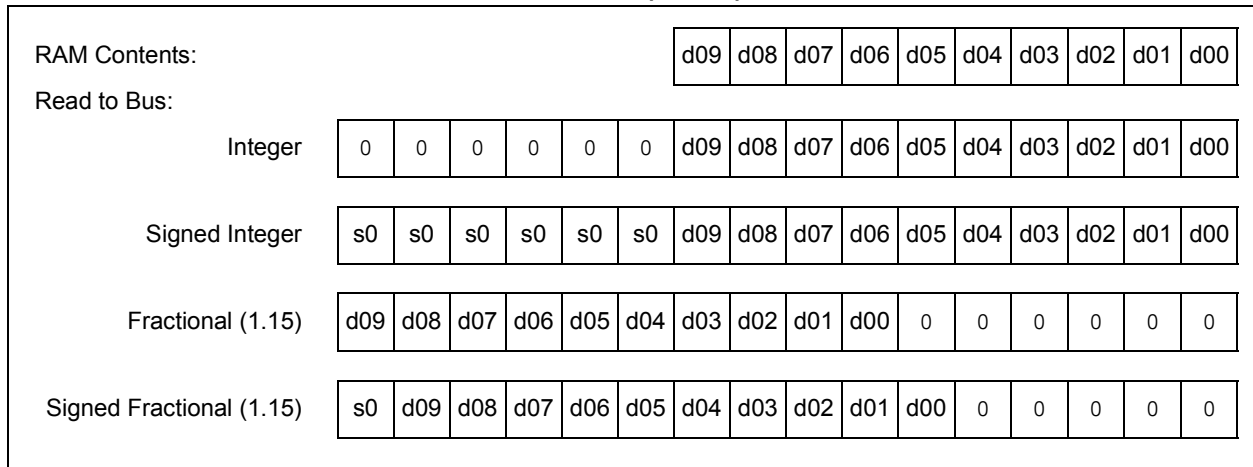 RAM Contents: d09 d08 d07 d06 d05 d04 d03 d02 d01 d00
Read to Bus:
Integer 0 0 0 0 0 0 d09 d08 d07 d06 d05 d04 d03 d02 d01 d00
Signed Integer s0 s0 s0 s0 s0 s0 d09 d08 d07 d06 d05 d04 d03 d02 d01 d00
Fractional (1.15) d09 d08 d07 d06 d05 d04 d03 d02 d01 d00 0 0 0 0 0 0
Signed Fractional (1.15) s0 d09 d08 d07 d06 d05 d04 d03 d02 d01 d00 0 0 0 0 0